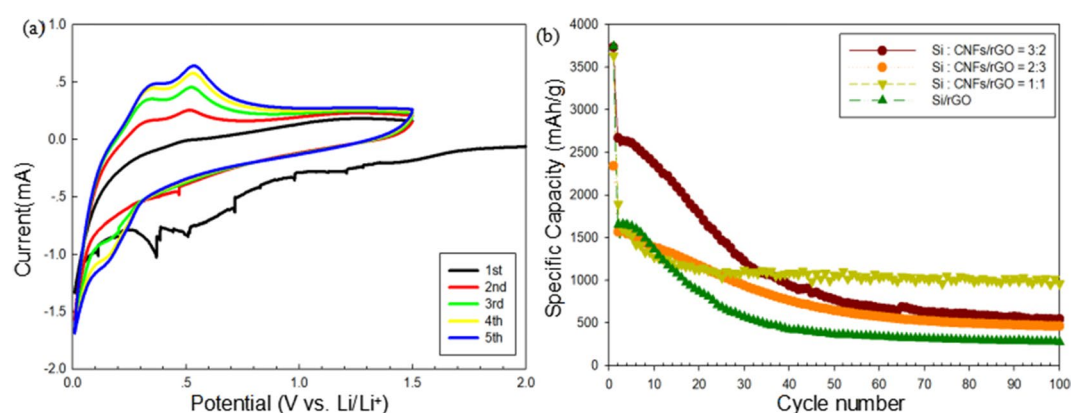 (a)
1.0
.5
0.0
-.5
-1.0
-1.5
-2.0
Current(mA)
0.0 .5 1.0 1.5 2.0
Potential (V vs. Li/Li⁺)
1st
2nd
3rd
4th
5th
(b)
4000
3500
3000
2500
2000
1500
1000
500
0
Specific Capacity (mAh/g)
0 10 20 30 40 50 60 70 80 90 100
Cycle number
Si : CNFs/rGO = 3:2
Si : CNFs/rGO = 2:3
Si : CNFs/rGO = 1:1
Si/rGO